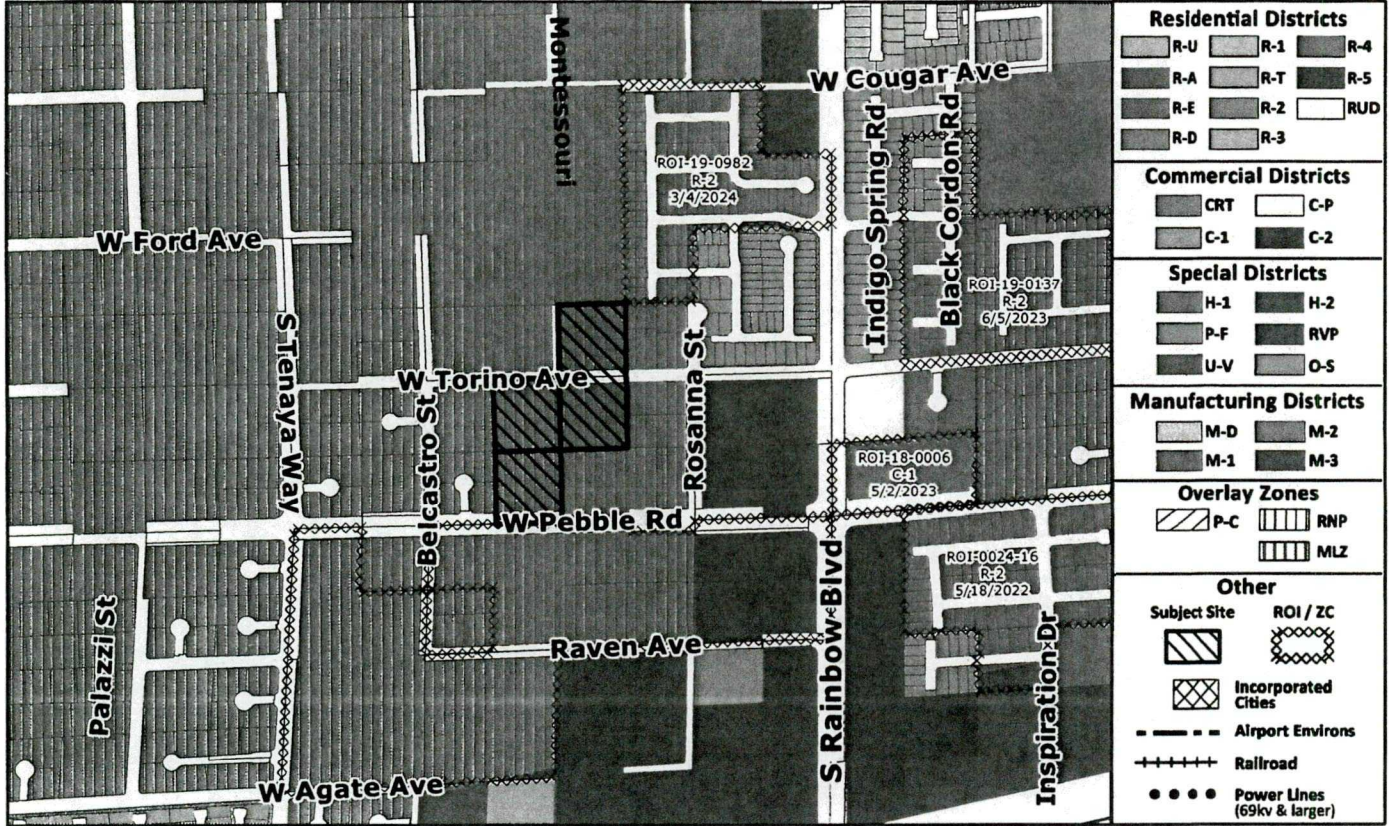 Montessouri
W Cougar Ave
Indigo Spring Rd
Black Cordon Rd
ROI-19-0982
R-2
3/4/2024
W Ford Ave
ROI-19-0137
R-2
6/5/2023
S Tenaya Way
W Torino Ave
Belcastro St
Rosanna St
ROI-18-0006
C-1
5/2/2023
W Pebble Rd
ROI-0024-16
R-2
5/18/2022
S Rainbow Blvd
Raven Ave
Palazzi St
Inspiration Dr
W Agate Ave
Residential Districts
R-U R-1 R-4
R-A R-T R-5
R-E R-2 RUD
R-D R-3
Commercial Districts
CRT C-P
C-1 C-2
Special Districts
H-1 H-2
P-F RVP
U-V O-S
Manufacturing Districts
M-D M-2
M-1 M-3
Overlay Zones
P-C RNP
MLZ
Other
Subject Site ROI / ZC
Incorporated
Cities
Airport Environs
Railroad
Power Lines
(69kv & larger)